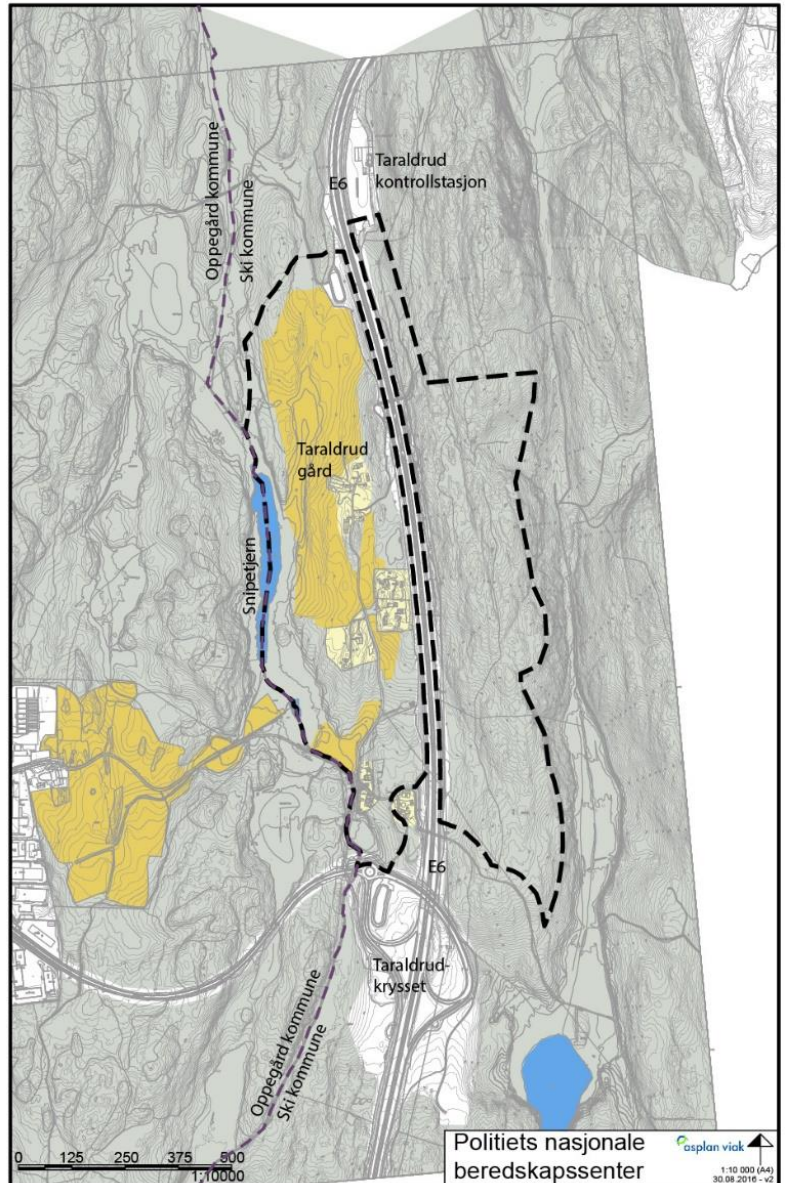 Oppegård kommune
Ski kommune
E6
Taraldrud
kontrollstasjon
Taraldrud
gård
Snipetjern
E6
Taraldrud-
krysset
Oppegård kommune
Ski kommune
0 125 250 375 500
1:10000
Politiets nasjonale
beredskapssenter
asplan viak
1:10 000 (A4)
30.08.2016 - v2